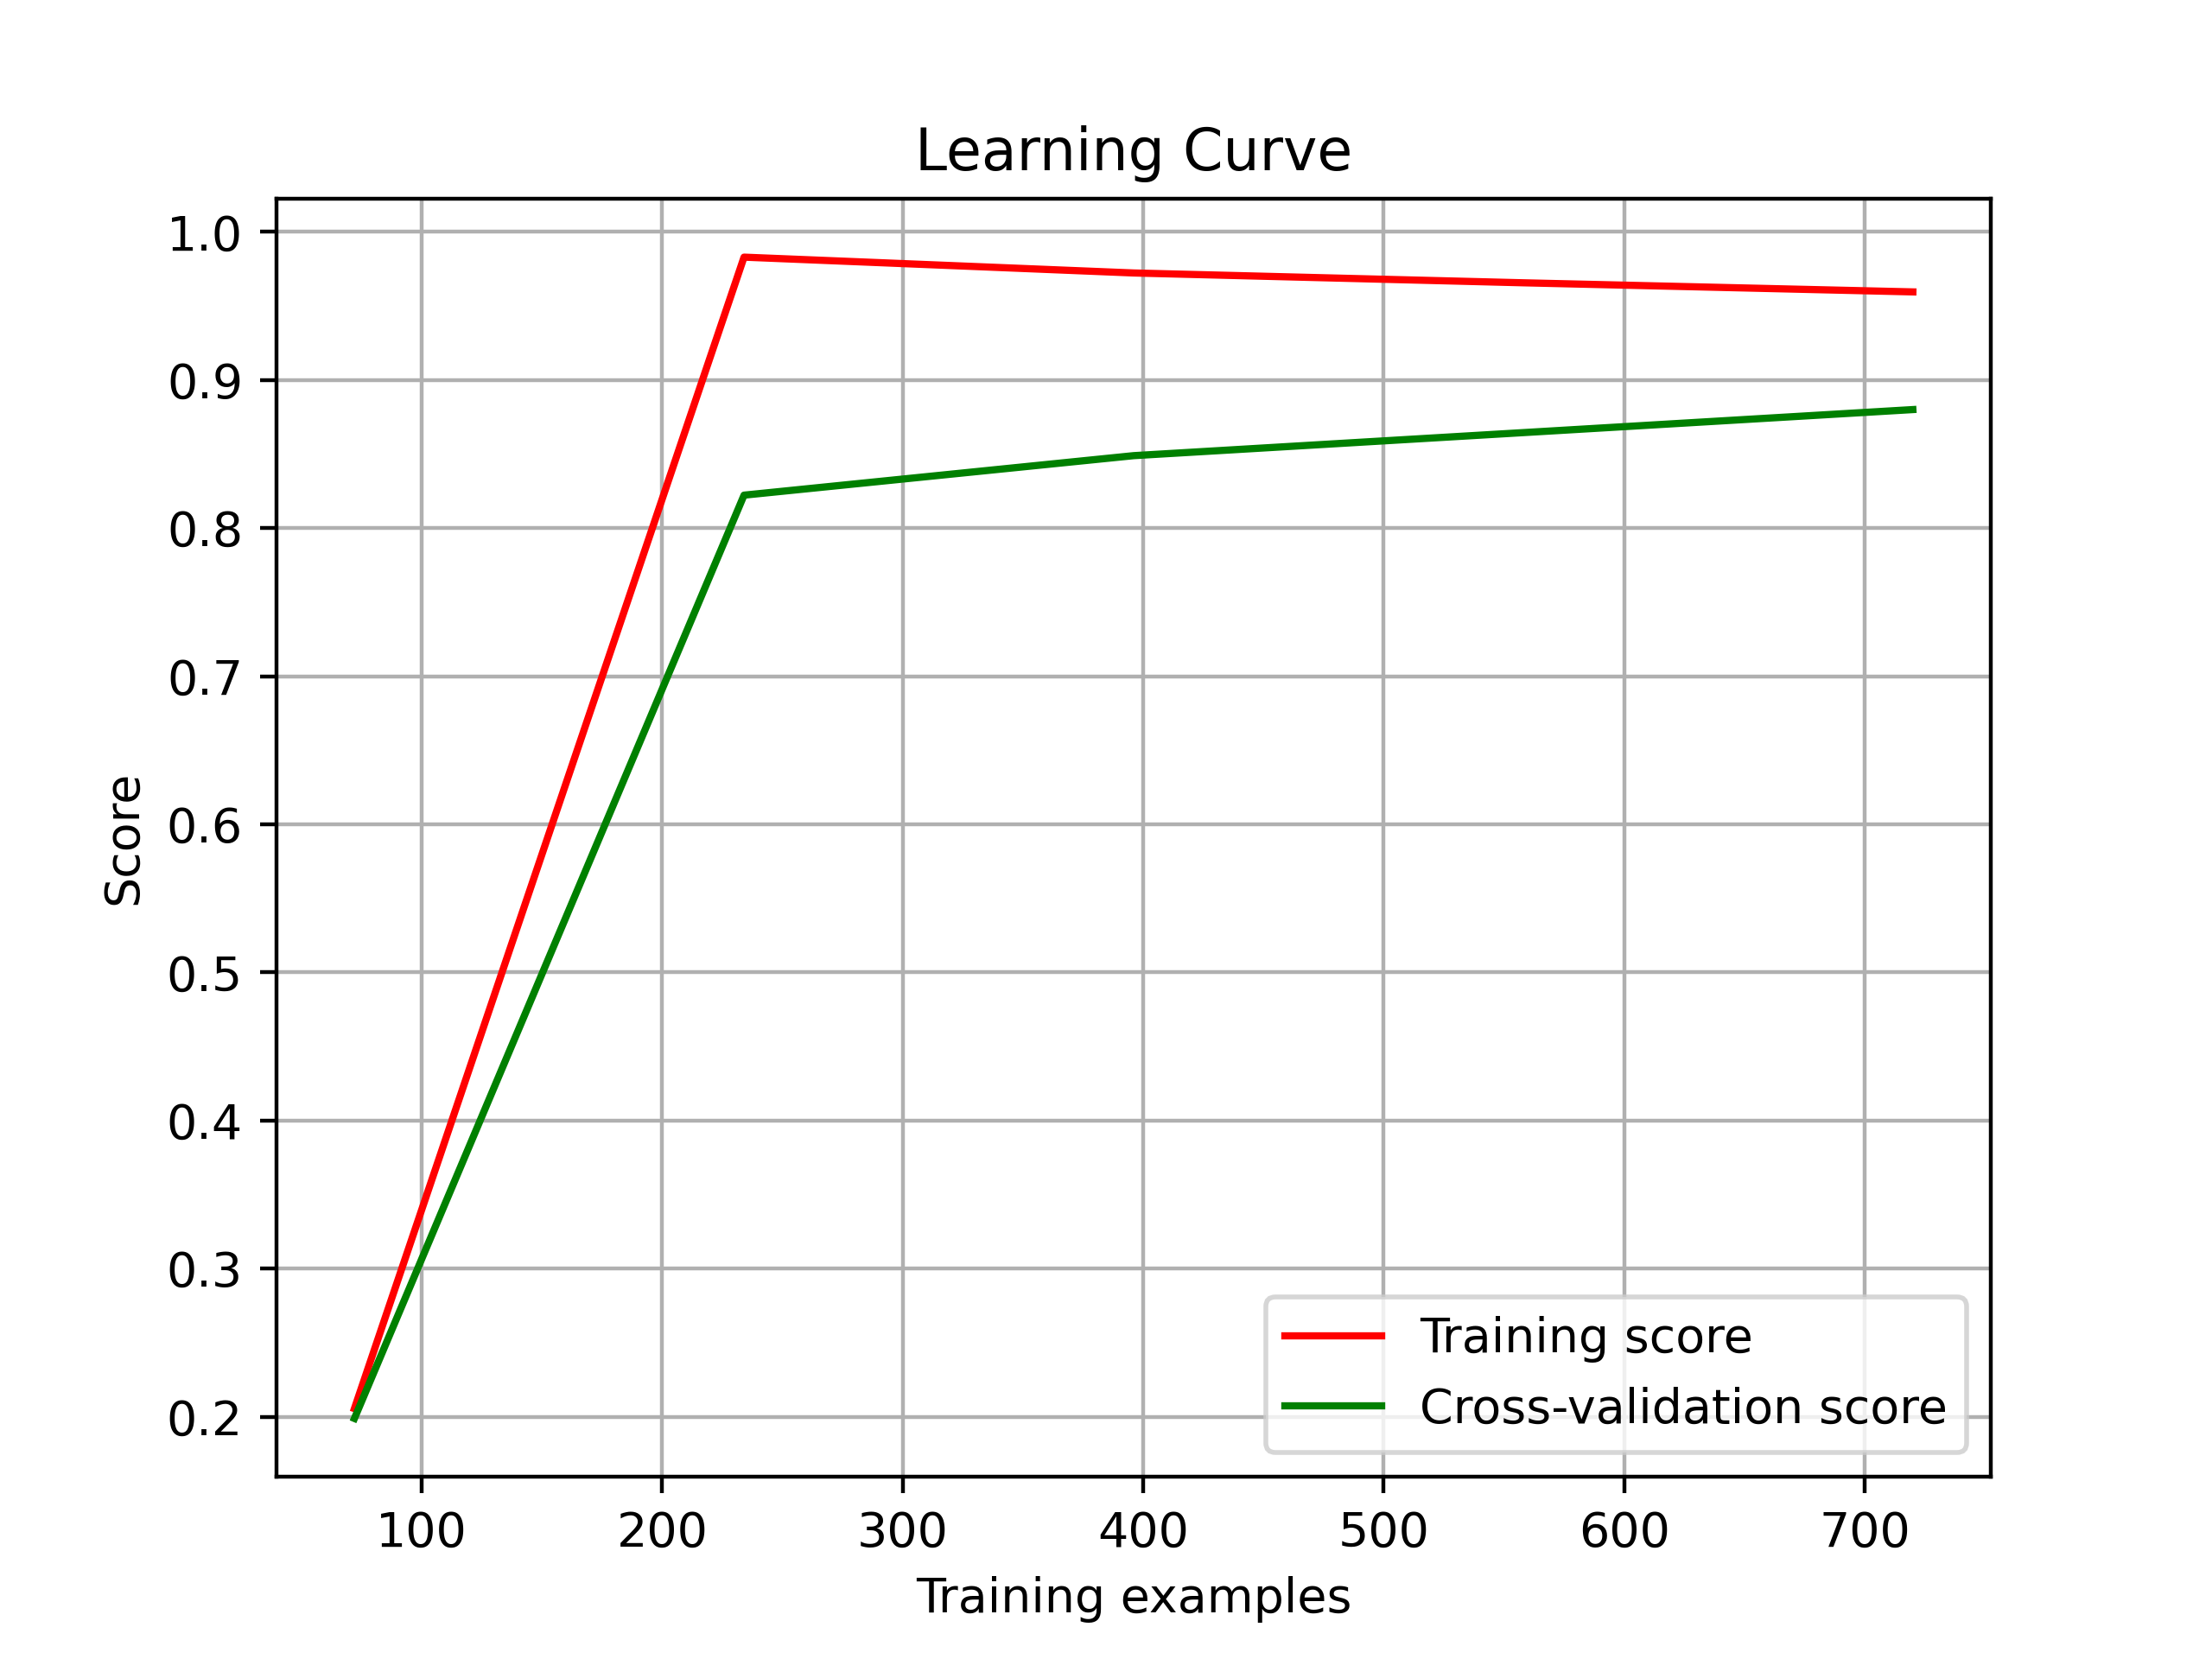 Learning Curve
1.0
0.9
0.8
0.7
0.6
0.5
0.4
0.3
0.2
Score
Training score
Cross-validation score
100 200 300 400 500 600 700
Training examples